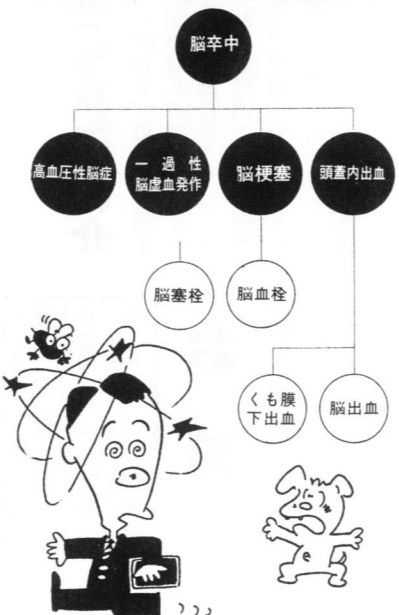 脳卒中
高血圧性脳症
一過性
脳虚血発作
脳梗塞
頭蓋内出血
脳塞栓
脳血栓
くも膜
下出血
脳出血